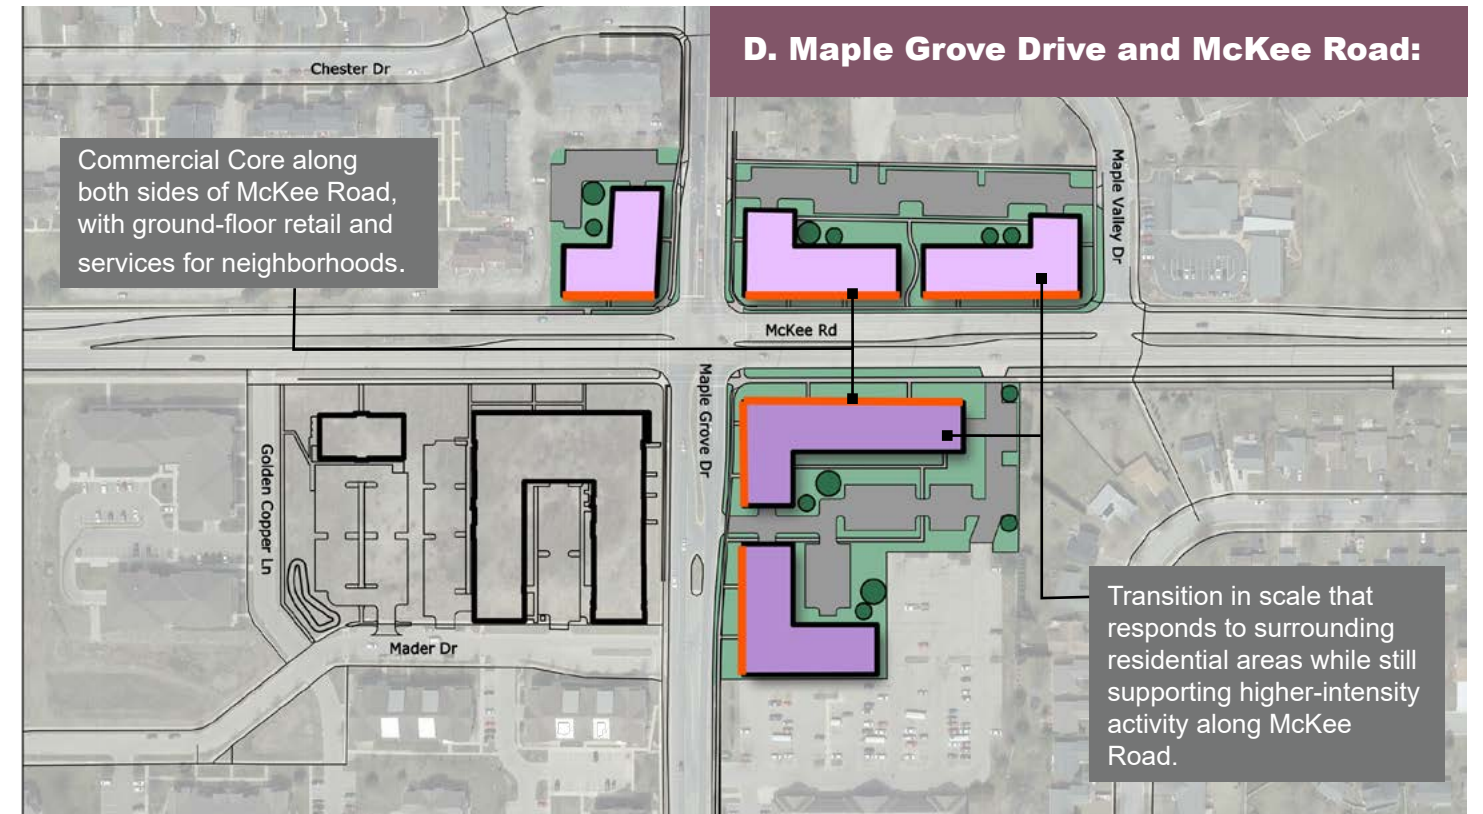 D. Maple Grove Drive and McKee Road:
Chester Dr
Commercial Core along
both sides of McKee Road,
with ground-floor retail and
services for neighborhoods.
Maple Valley Dr
McKee Rd
Maple Grove Dr
Golden Copper Ln
Mader Dr
Transition in scale that
responds to surrounding
residential areas while still
supporting higher-intensity
activity along McKee
Road.